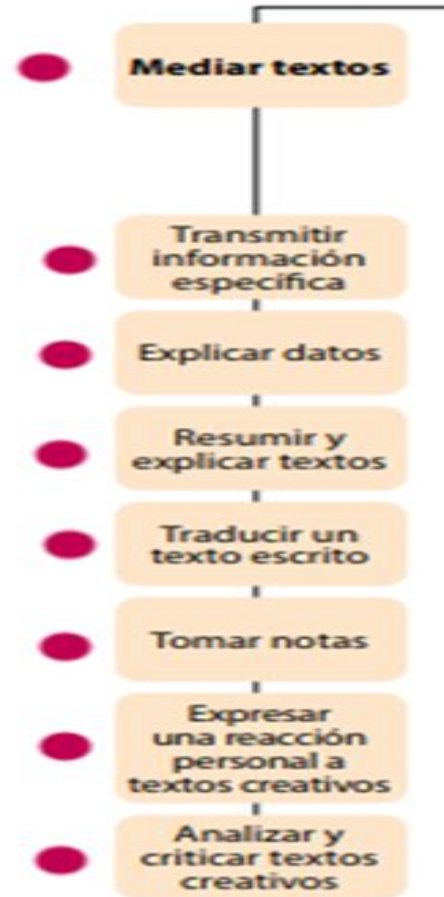 Mediar textos
Transmitir
información
específica
Explicar datos
Resumir y
explicar textos
Traducir un
texto escrito
Tomar notas
Expresar
una reacción
personal a
textos creativos
Analizar y
criticar textos
creativos